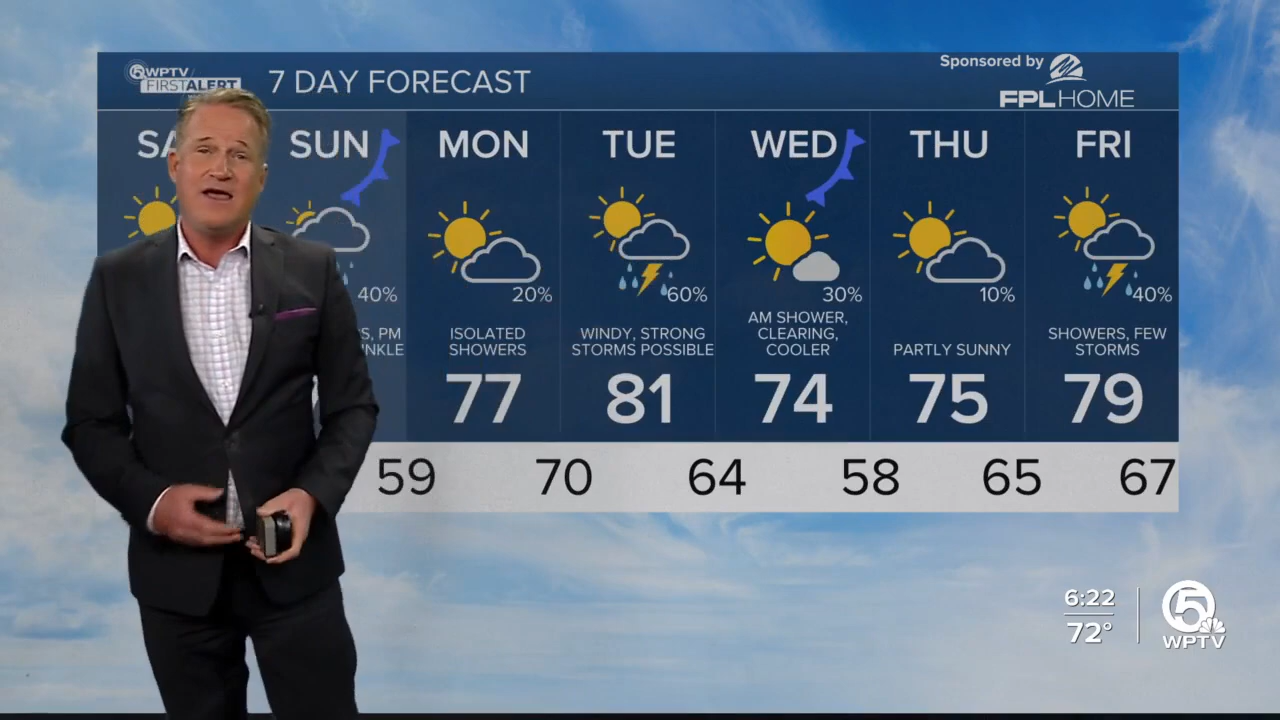 5 WPTV
FIRST ALERT
7 DAY FORECAST
Sponsored by
FPL HOME
SUN
MON
TUE
WED
THU
FRI
40%
20%
60%
30%
10%
40%
PM
ISOLATED
SHOWERS
WINDY, STRONG
STORMS POSSIBLE
AM SHOWER,
CLEARING,
COOLER
PARTLY SUNNY
SHOWERS, FEW
STORMS
77
81
74
75
79
59
70
64
58
65
67
6:22
72°
5
WPTV